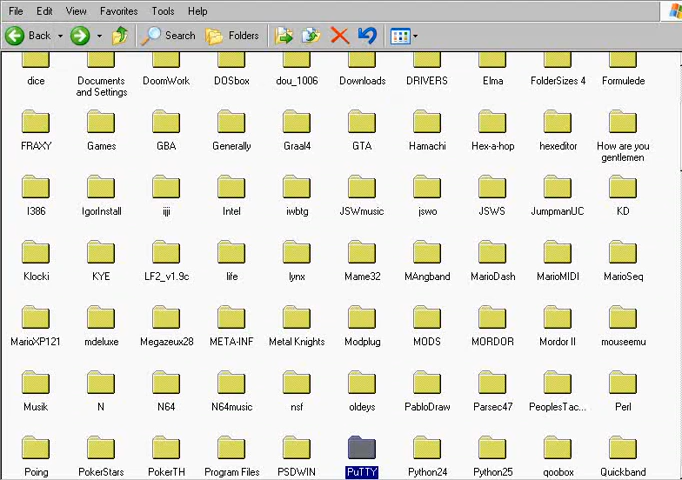 File Edit View Favorites Tools Help
Back Search Folders
dice Documents and Settings DoomWork DOSbox dou_1006 Downloads DRIVERS Elma FolderSizes 4 Formulede
FRAXY Games GBA Generally Graal4 GTA Hamachi Hex-a-hop hexeditor How are you gentlemen
I386 IgorInstall ijji Intel iwbtg JSWmusic jswo JSWS JumpmanUC KD
Klocki KYE LF2_v1.9c life lynx Mame32 MAngband MarioDash MarioMIDI MarioSeq
MarioXP121 mdeluxe Megazeux28 META-INF Metal Knights Modplug MODS MORDOR Mordor II mouseemu
Musik N N64 N64music nsf oldeys PabloDraw Parsec47 PeoplesTac... Perl
Poing PokerStars PokerTH Program Files PSDWIN PuTTY Python24 Python25 qoobox Quickband